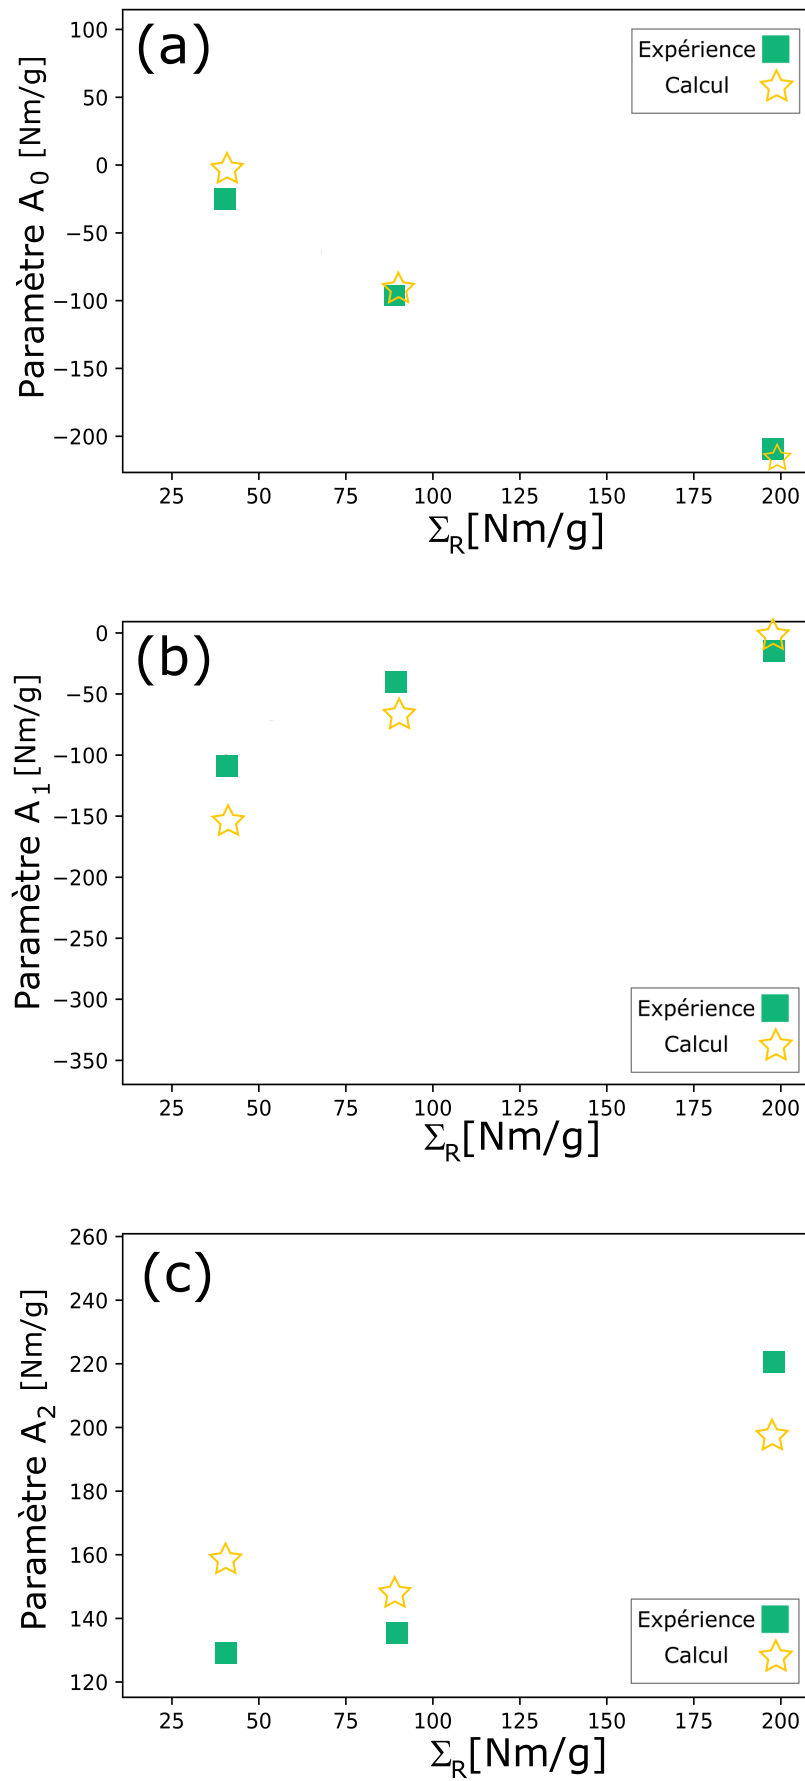 (a)
Expérience
Calcul
Paramètre A0 [Nm/g]
100
50
0
−50
−100
−150
−200
25 50 75 100 125 150 175 200
ΣR[Nm/g]
(b)
Paramètre A1 [Nm/g]
0
−50
−100
−150
−200
−250
−300
−350
Expérience
Calcul
25 50 75 100 125 150 175 200
ΣR[Nm/g]
(c)
Paramètre A2 [Nm/g]
260
240
220
200
180
160
140
120
Expérience
Calcul
25 50 75 100 125 150 175 200
ΣR[Nm/g]